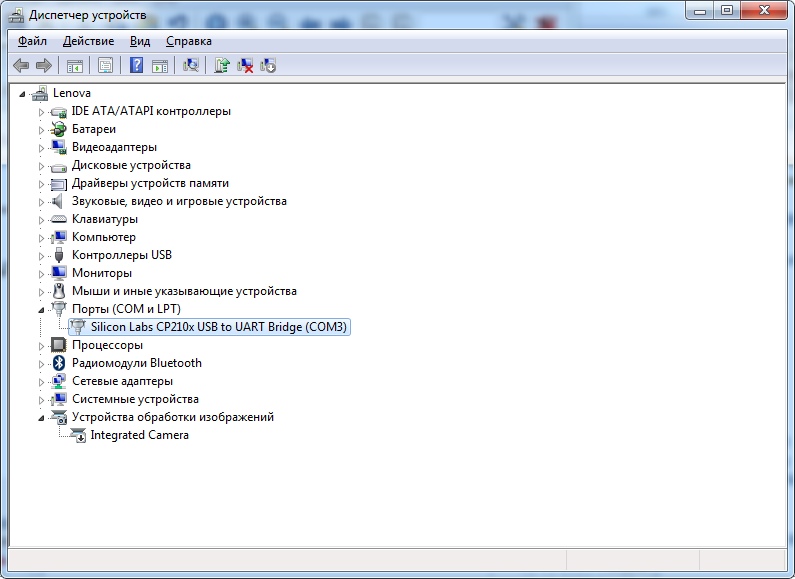 Диспетчер устройств
Файл Действие Вид Справка
Lenova
IDE ATA/ATAPI контроллеры
Батареи
Видеоадаптеры
Дисковые устройства
Драйверы устройств памяти
Звуковые, видео и игровые устройства
Клавиатуры
Компьютер
Контроллеры USB
Мониторы
Мыши и иные указывающие устройства
Порты (COM и LPT)
Silicon Labs CP210x USB to UART Bridge (COM3)
Процессоры
Радиомодули Bluetooth
Сетевые адаптеры
Системные устройства
Устройства обработки изображений
Integrated Camera